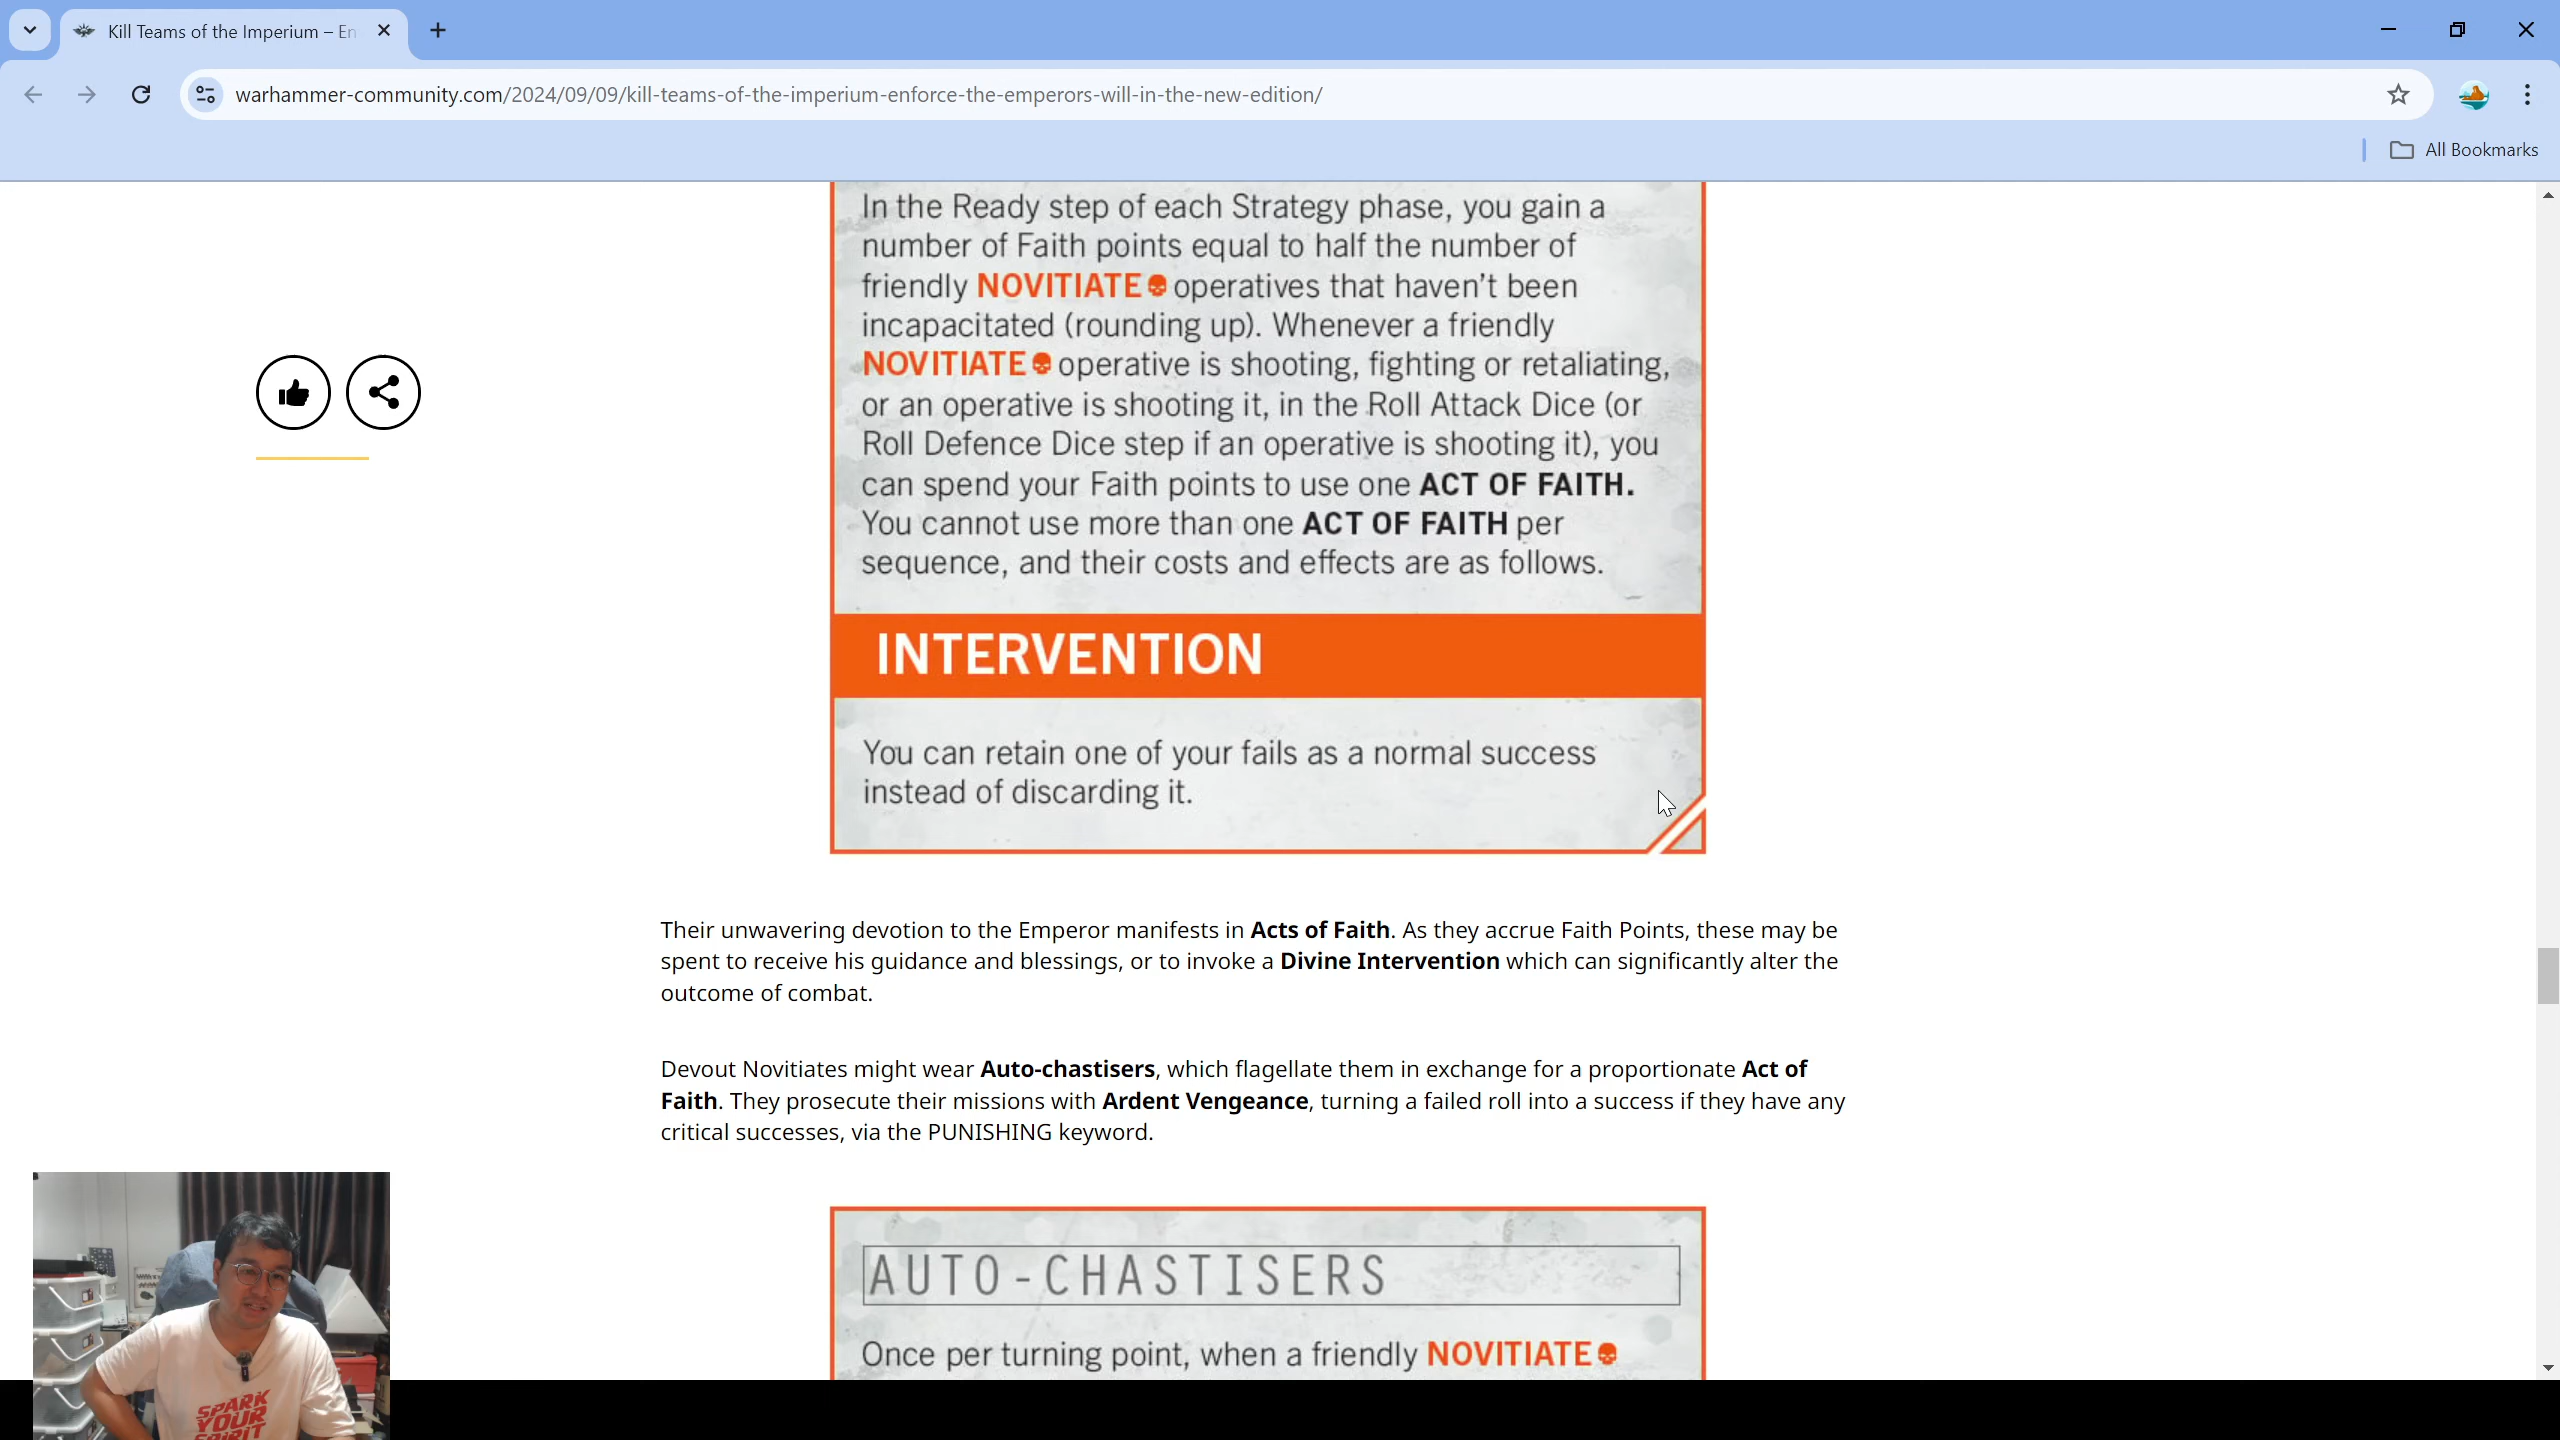 Kill Teams of the Imperium – En
warhammer-community.com/2024/09/09/kill-teams-of-the-imperium-enforce-the-emperors-will-in-the-new-edition/
All Bookmarks
In the Ready step of each Strategy phase, you gain a
number of Faith points equal to half the number of
friendly NOVITIATE operatives that haven't been
incapacitated (rounding up). Whenever a friendly
NOVITIATE operative is shooting, fighting or retaliating,
or an operative is shooting it, in the Roll Attack Dice (or
Roll Defence Dice step if an operative is shooting it), you
can spend your Faith points to use one ACT OF FAITH.
You cannot use more than one ACT OF FAITH per
sequence, and their costs and effects are as follows.
INTERVENTION
You can retain one of your fails as a normal success
instead of discarding it.
Their unwavering devotion to the Emperor manifests in Acts of Faith. As they accrue Faith Points, these may be
spent to receive his guidance and blessings, or to invoke a Divine Intervention which can significantly alter the
outcome of combat.
Devout Novitiates might wear Auto-chastisers, which flagellate them in exchange for a proportionate Act of
Faith. They prosecute their missions with Ardent Vengeance, turning a failed roll into a success if they have any
critical successes, via the PUNISHING keyword.
AUTO-CHASTISERS
Once per turning point, when a friendly NOVITIATE
SPARK
YOUR
SPIRIT